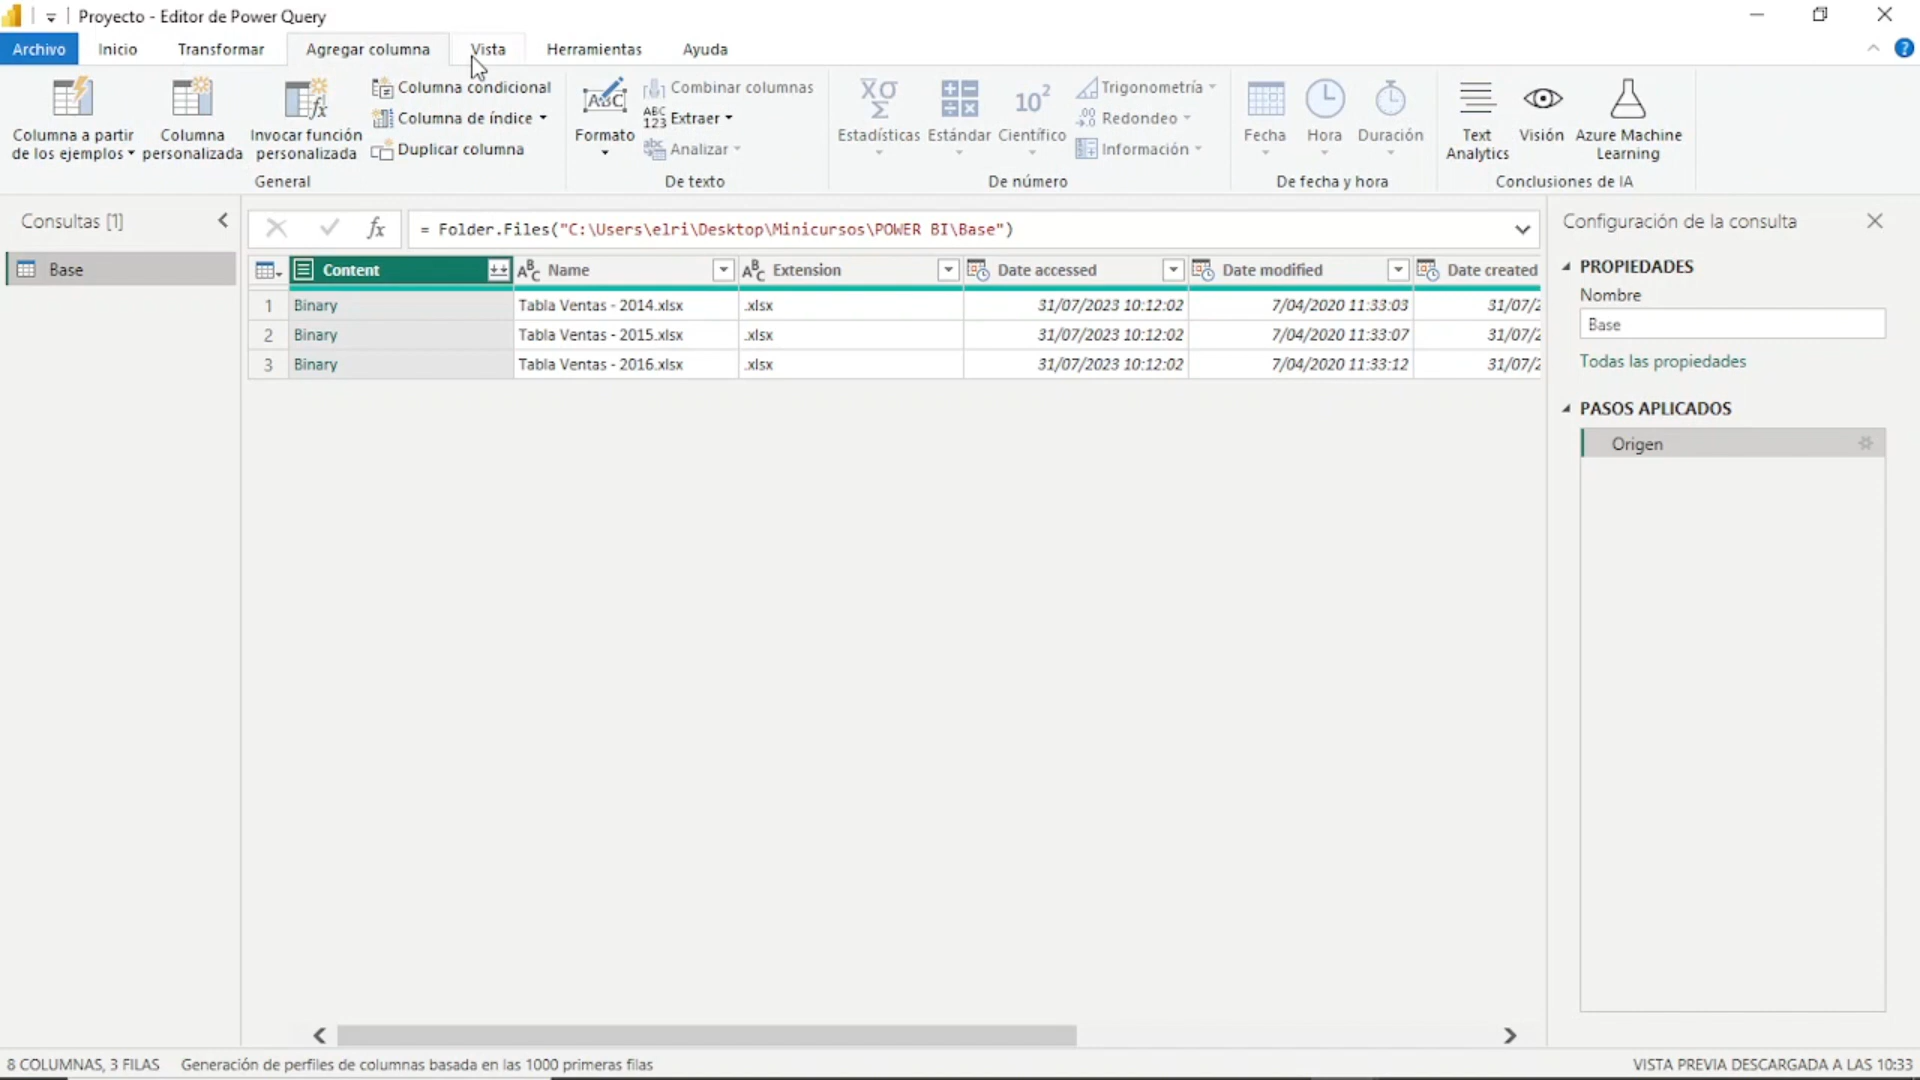 Proyecto - Editor de Power Query
Archivo Inicio Transformar Agregar columna Vista Herramientas Ayuda
Columna a partir de los ejemplos
Columna personalizada
Invocar función personalizada
Columna condicional
Columna de índice
Duplicar columna
General
Formato
Combinar columnas
Extraer
Analizar
De texto
Estadísticas
Estándar
Científico
Trigonometría
Redondeo
Información
De número
Fecha
Hora
Duración
De fecha y hora
Text Analytics
Visión
Azure Machine Learning
Conclusiones de IA
Consultas [1]
Base
= Folder.Files("C:\Users\elri\Desktop\Minicursos\POWER BI\Base")
Content Name Extension Date accessed Date modified Date created
1 Binary Tabla Ventas - 2014.xlsx .xlsx 31/07/2023 10:12:02 7/04/2020 11:33:03 31/07/2
2 Binary Tabla Ventas - 2015.xlsx .xlsx 31/07/2023 10:12:02 7/04/2020 11:33:07 31/07/2
3 Binary Tabla Ventas - 2016.xlsx .xlsx 31/07/2023 10:12:02 7/04/2020 11:33:12 31/07/2
Configuración de la consulta
PROPIEDADES
Nombre
Base
Todas las propiedades
PASOS APLICADOS
Origen
8 COLUMNAS, 3 FILAS Generación de perfiles de columnas basada en las 1000 primeras filas
VISTA PREVIA DESCARGADA A LAS 10:33